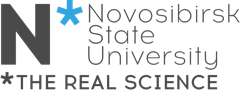 N* Novosibirsk
State
University
*THE REAL SCIENCE